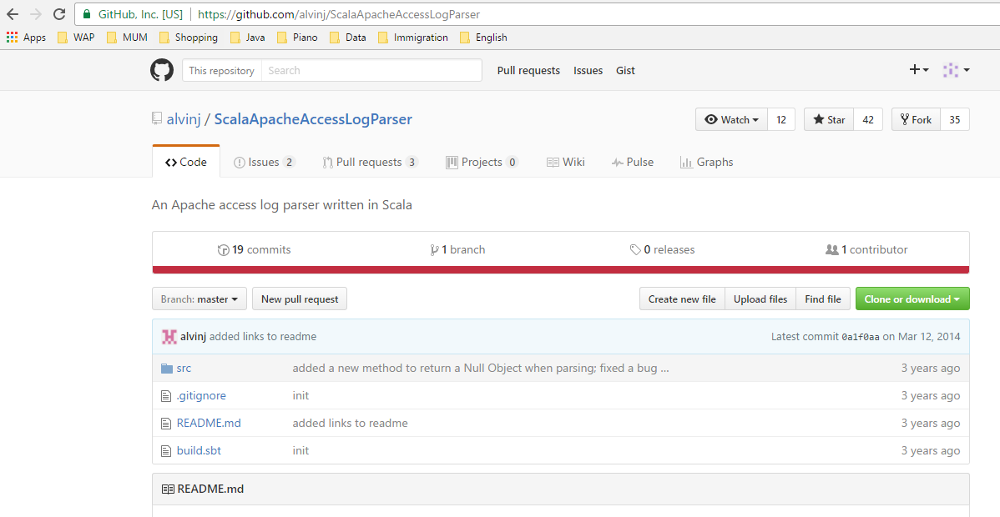 GitHub, Inc. [US] https://github.com/alvinj/ScalaApacheAccessLogParser
Apps WAP MUM Shopping Java Piano Data Immigration English
This repository Search Pull requests Issues Gist
alvinj / ScalaApacheAccessLogParser Watch 12 Star 42 Fork 35
Code Issues 2 Pull requests 3 Projects 0 Wiki Pulse Graphs
An Apache access log parser written in Scala
19 commits 1 branch 0 releases 1 contributor
Branch: master New pull request Create new file Upload files Find file Clone or download
alvinj added links to readme Latest commit 0a1f0aa on Mar 12, 2014
src added a new method to return a Null Object when parsing; fixed a bug ... 3 years ago
.gitignore init 3 years ago
README.md added links to readme 3 years ago
build.sbt init 3 years ago
README.md